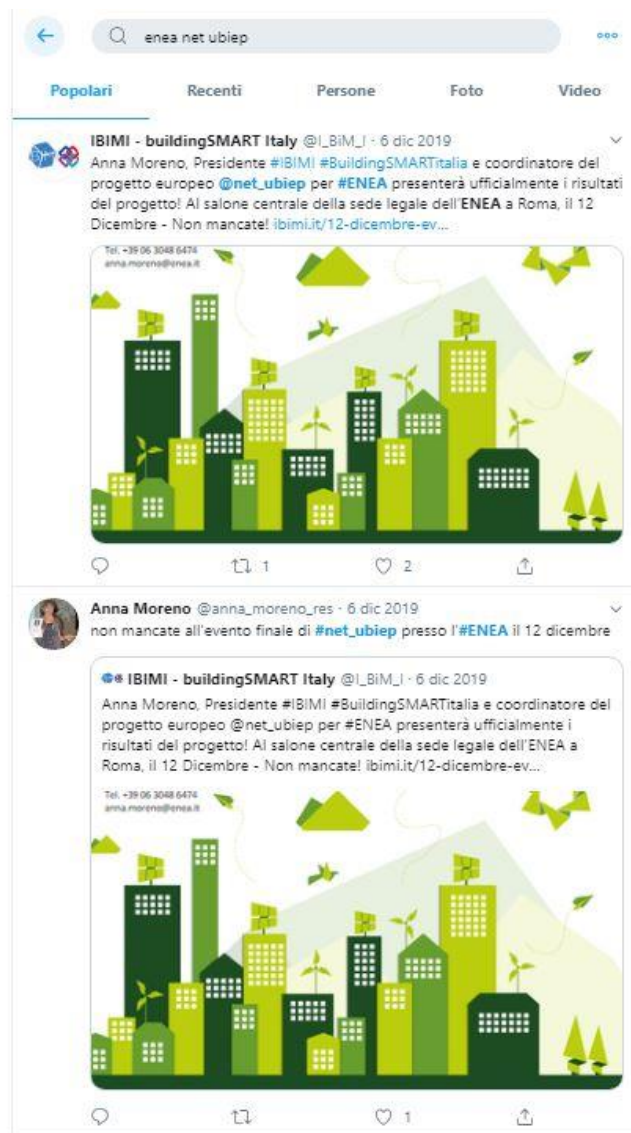 enea net ubiep
Popolari
Recenti
Persone
Foto
Video
IBIMI - buildingSMART Italy @I_BiM_I · 6 dic 2019
Anna Moreno, Presidente #IBIMI #BuildingSMARTitalia e coordinatore del
progetto europeo @net_ubiep per #ENEA presenterà ufficialmente i risultati
del progetto! Al salone centrale della sede legale dell'ENEA a Roma, il 12
Dicembre - Non mancate! ibimi.it/12-dicembre-ev...
Tel. +39 06 3048 6474
anna.moreno@enea.it
1
2
Anna Moreno @anna_moreno_res · 6 dic 2019
non mancate all'evento finale di #net_ubiep presso l'#ENEA il 12 dicembre
IBIMI - buildingSMART Italy @I_BiM_I · 6 dic 2019
Anna Moreno, Presidente #IBIMI #BuildingSMARTitalia e coordinatore del
progetto europeo @net_ubiep per #ENEA presenterà ufficialmente i
risultati del progetto! Al salone centrale della sede legale dell'ENEA a
Roma, il 12 Dicembre - Non mancate! ibimi.it/12-dicembre-ev...
Tel. +39 06 3048 6474
anna.moreno@enea.it
1